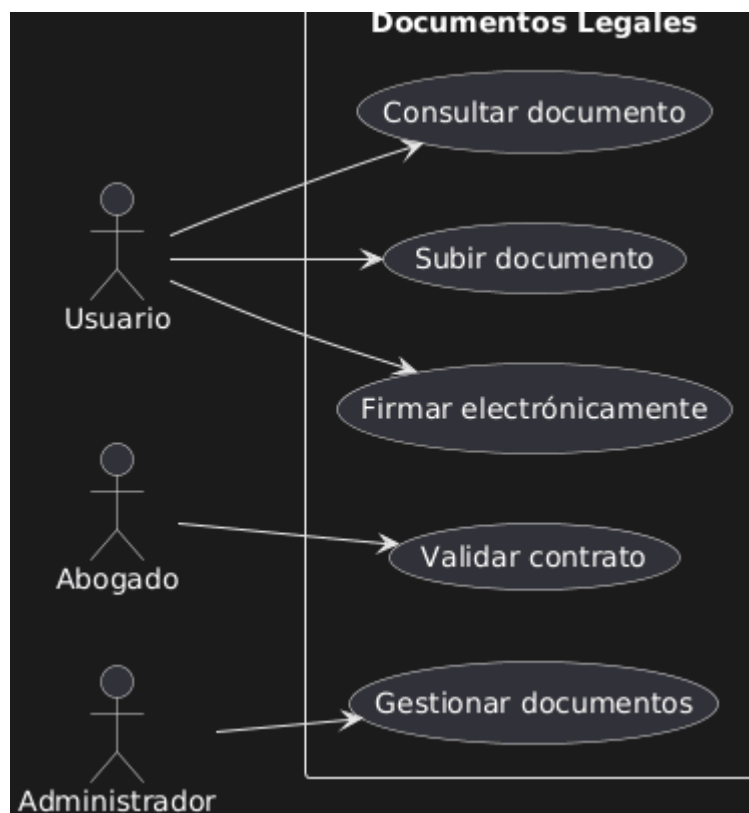 Documentos Legales
Consultar documento
Subir documento
Usuario
Firmar electrónicamente
Validar contrato
Abogado
Gestionar documentos
Administrador